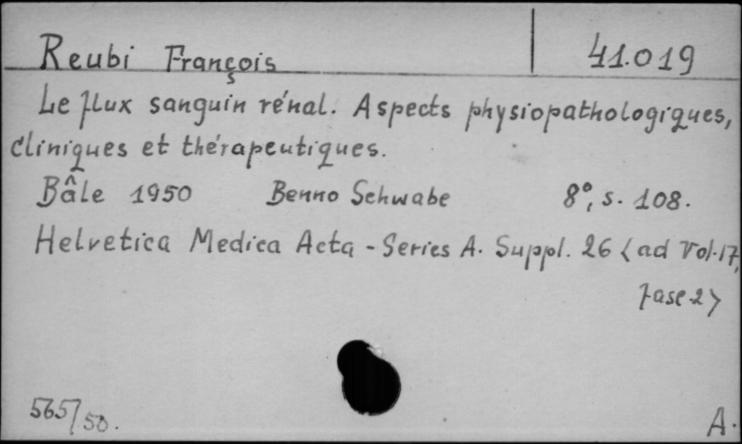 Reubi François 41.019
Le flux sanguin rénal. Aspects physiopathologiques,
Cliniques et thérapeutiques.
Bâle 1950 Benno Schwabe 8°, s. 108.
Helvetica Medica Acta - Series A. Suppl. 26 < ad Vol. 17,
fasc 2 >
565/50. A.